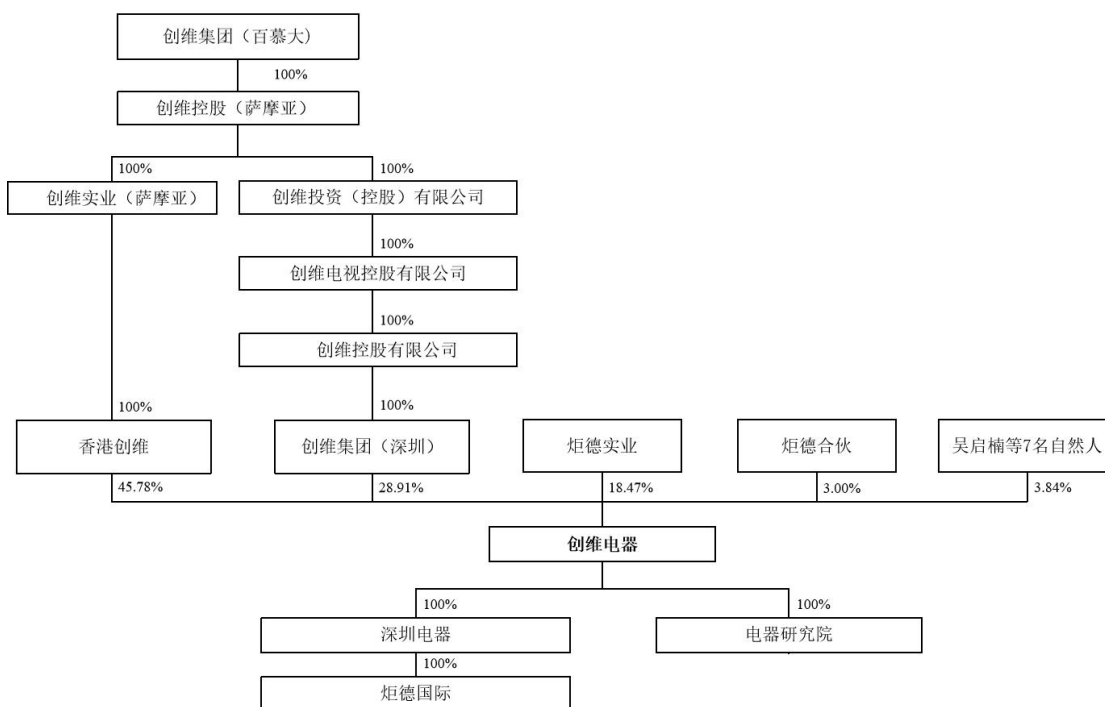 创维集团（百慕大)
100%
创维控股（萨摩亚）
100%
100%
创维实业（萨摩亚）
创维投资（控股）有限公司
100%
创维电视控股有限公司
100%
创维控股有限公司
100%
100%
香港创维
创维集团（深圳）
炬德实业
炬德合伙
吴启楠等7名自然人
45.78%
28.91%
18.47%
3.00%
3.84%
创维电器
100%
100%
深圳电器
电器研究院
100%
炬德国际